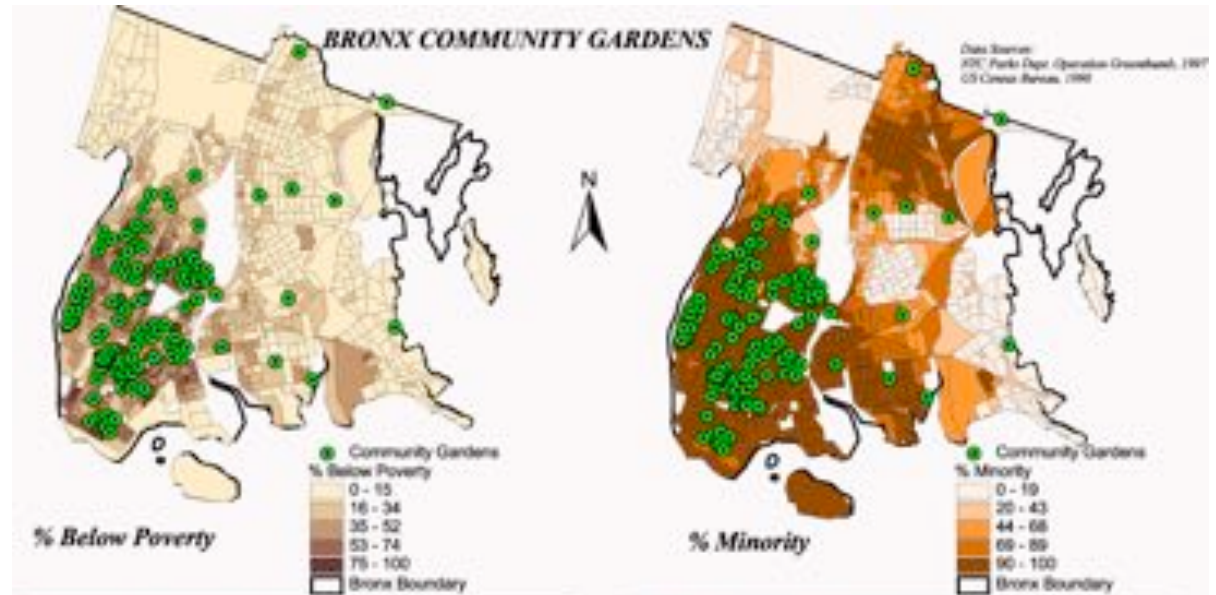 BRONX COMMUNITY GARDENS
Data Sources:
NYC Parks Dept. Operation Greenthumb, 1997
US Census Bureau, 1990
N
Community Gardens
% Below Poverty
0 - 15
16 - 34
35 - 52
53 - 74
75 - 100
Bronx Boundary
% Below Poverty
Community Gardens
% Minority
0 - 19
20 - 43
44 - 68
69 - 89
90 - 100
Bronx Boundary
% Minority